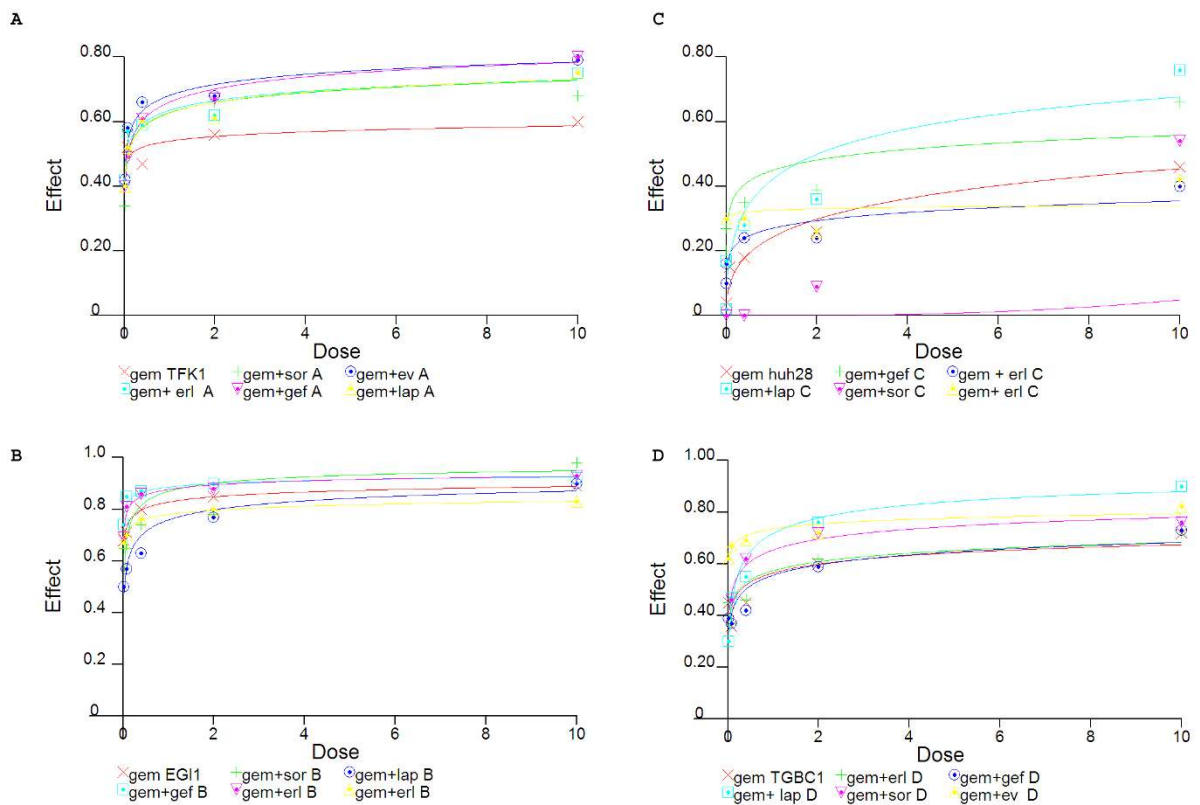 A
0.80
0.60
0.40
0.20
0
Effect
0 2 4 6 8 10
Dose
gem TFK1 gem+sor A gem+ev A
gem+ erl A gem+gef A gem+lap A
C
0.80
0.60
0.40
0.20
0
Effect
0 2 4 6 8 10
Dose
gem huh28 gem+gef C gem + erl C
gem+lap C gem+sor C gem+ erl C
B
1.0
0.80
0.60
0.40
0.20
0
Effect
0 2 4 6 8 10
Dose
gem EGI1 gem+sor B gem+lap B
gem+gef B gem+erl B gem+erl B
D
1.00
0.80
0.60
0.40
0.20
0.00
Effect
0 2 4 6 8 10
Dose
gem TGBC1 gem+erl D gem+gef D
gem+ lap D gem+sor D gem+ev D